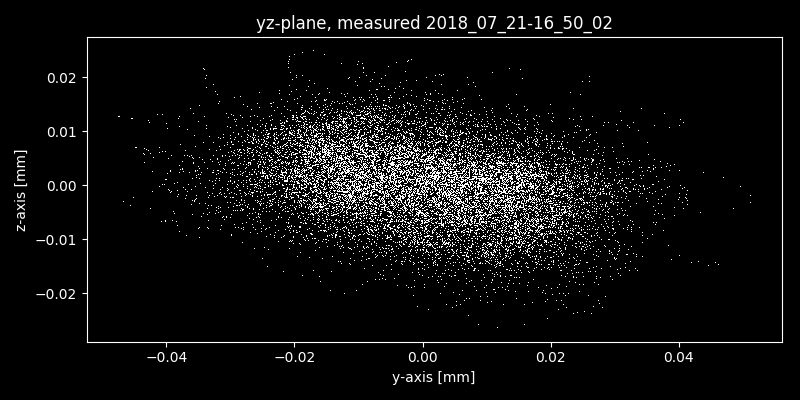 yz-plane, measured 2018_07_21-16_50_02
0.02
0.01
0.00
−0.01
−0.02
z-axis [mm]
−0.04 −0.02 0.00 0.02 0.04
y-axis [mm]